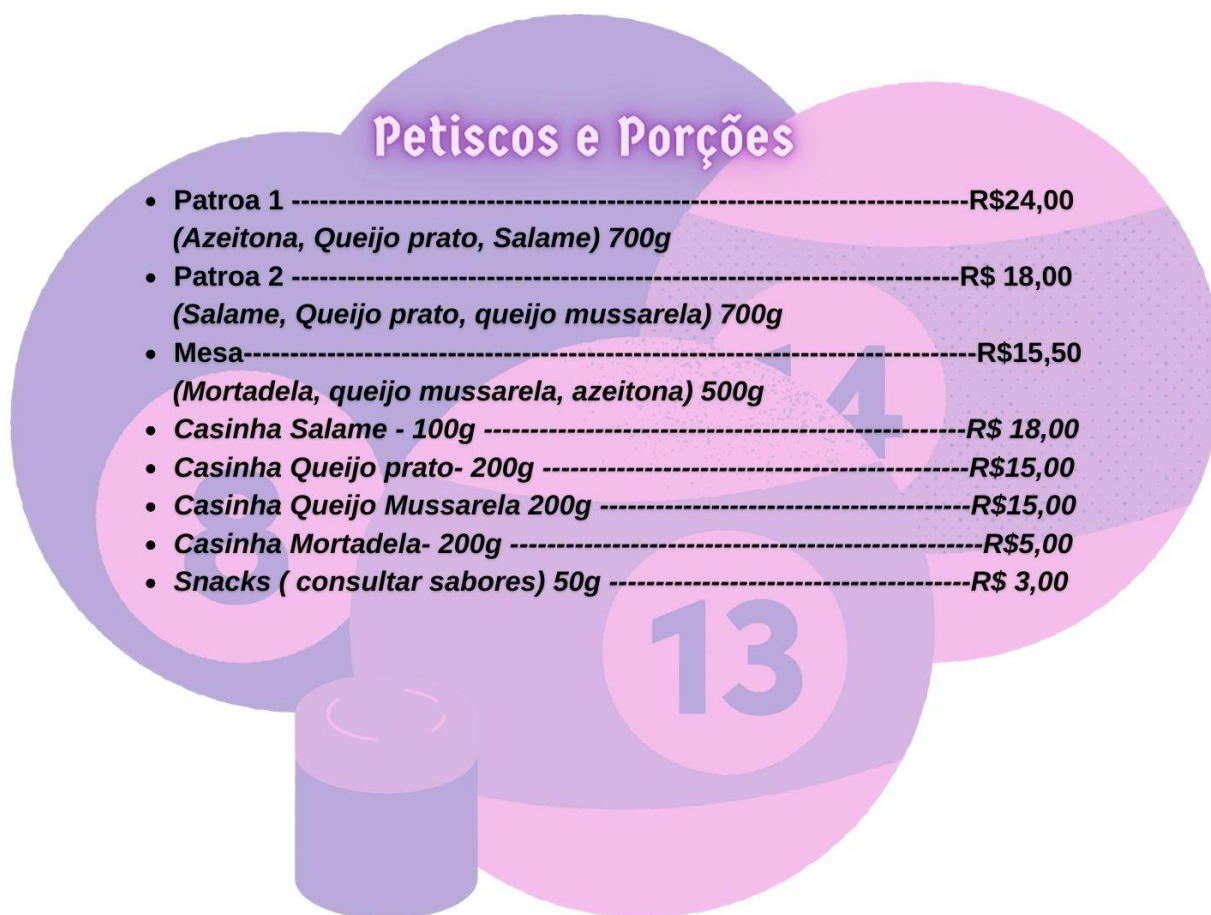 Petiscos e Porções
• Patroa 1 -------------------------------------------------------------------------R$24,00
(Azeitona, Queijo prato, Salame) 700g
• Patroa 2 ------------------------------------------------------------------------R$ 18,00
(Salame, Queijo prato, queijo mussarela) 700g
• Mesa-------------------------------------------------------------------------------R$15,50
(Mortadela, queijo mussarela, azeitona) 500g
• Casinha Salame - 100g ----------------------------------------------------R$ 18,00
• Casinha Queijo prato- 200g ----------------------------------------------R$15,00
• Casinha Queijo Mussarela 200g ----------------------------------------R$15,00
• Casinha Mortadela- 200g ---------------------------------------------------R$5,00
• Snacks ( consultar sabores) 50g ---------------------------------------R$ 3,00
14
8
13